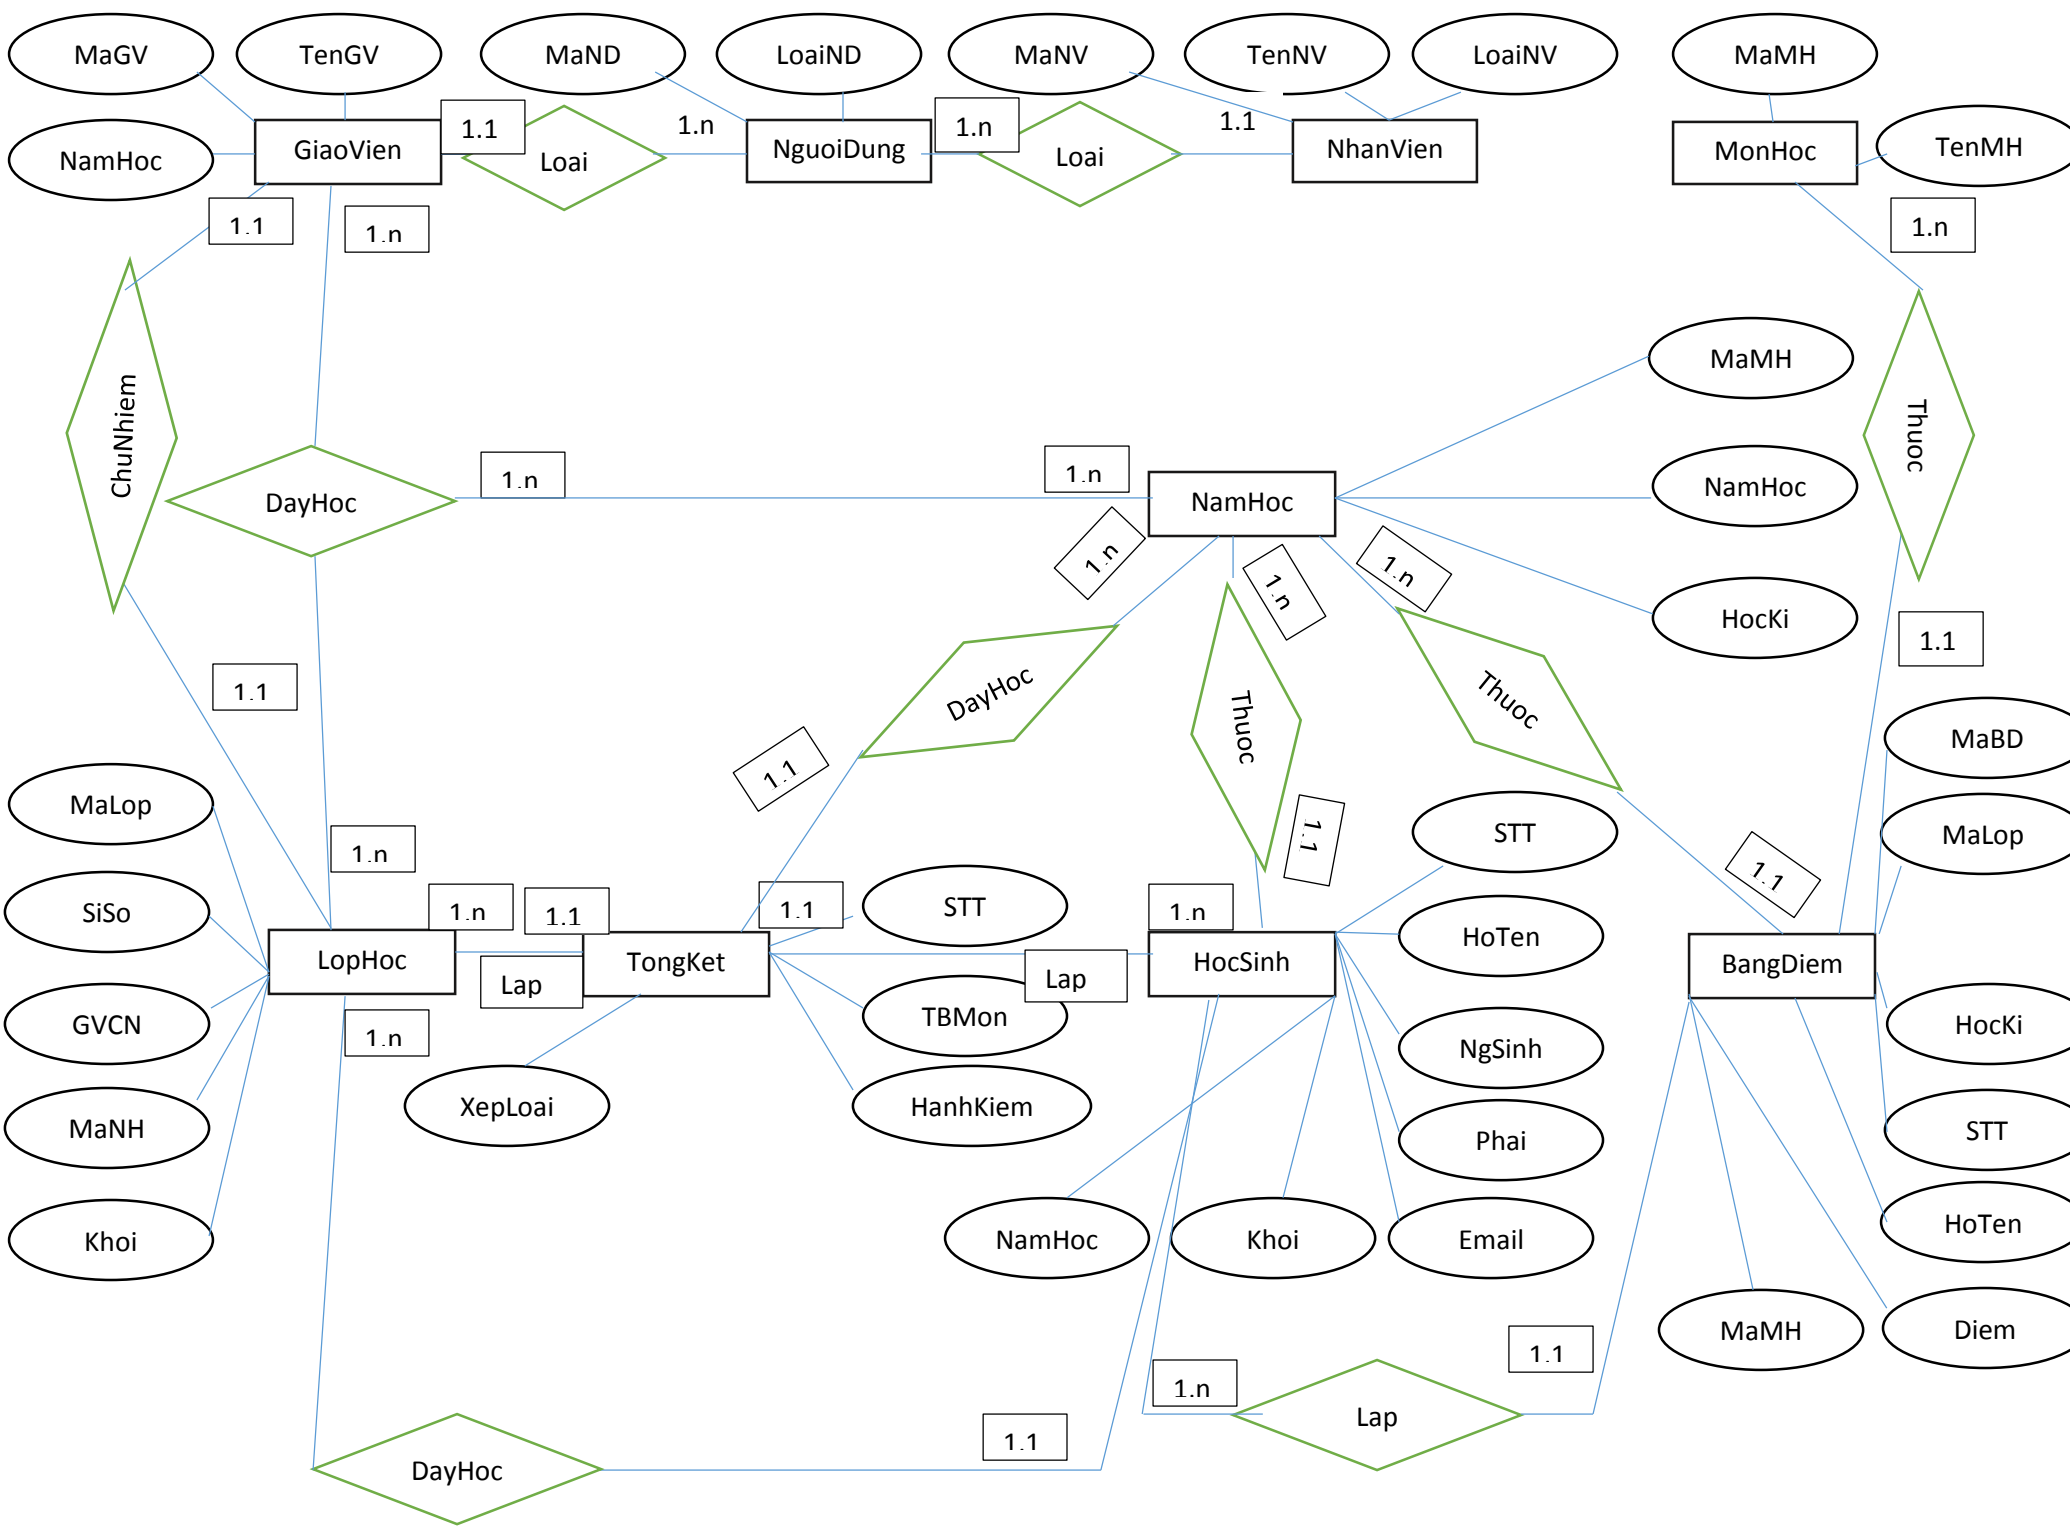 MaGV
TenGV
MaND
LoaiND
MaNV
TenNV
LoaiNV
MaMH
NamHoc
GiaoVien
1.1
Loai
1.n
NguoiDung
1.n
Loai
1.1
NhanVien
MonHoc
TenMH
1.1
1.n
1.n
MaMH
ChuNhiem
Thuoc
DayHoc
1.n
1.n
NamHoc
NamHoc
1.n
1.n
1.n
HocKi
1.1
1.1
DayHoc
Thuoc
Thuoc
MaBD
1.1
MaLop
1.1
STT
MaLop
1.n
1.1
1.1
SiSo
1.n
1.1
1.1
STT
1.n
HoTen
LopHoc
Lap
TongKet
Lap
HocSinh
BangDiem
GVCN
1.n
TBMon
NgSinh
HocKi
MaNH
XepLoai
HanhKiem
Phai
STT
Khoi
NamHoc
Khoi
Email
HoTen
MaMH
Diem
1.n
1.1
1.1
Lap
DayHoc